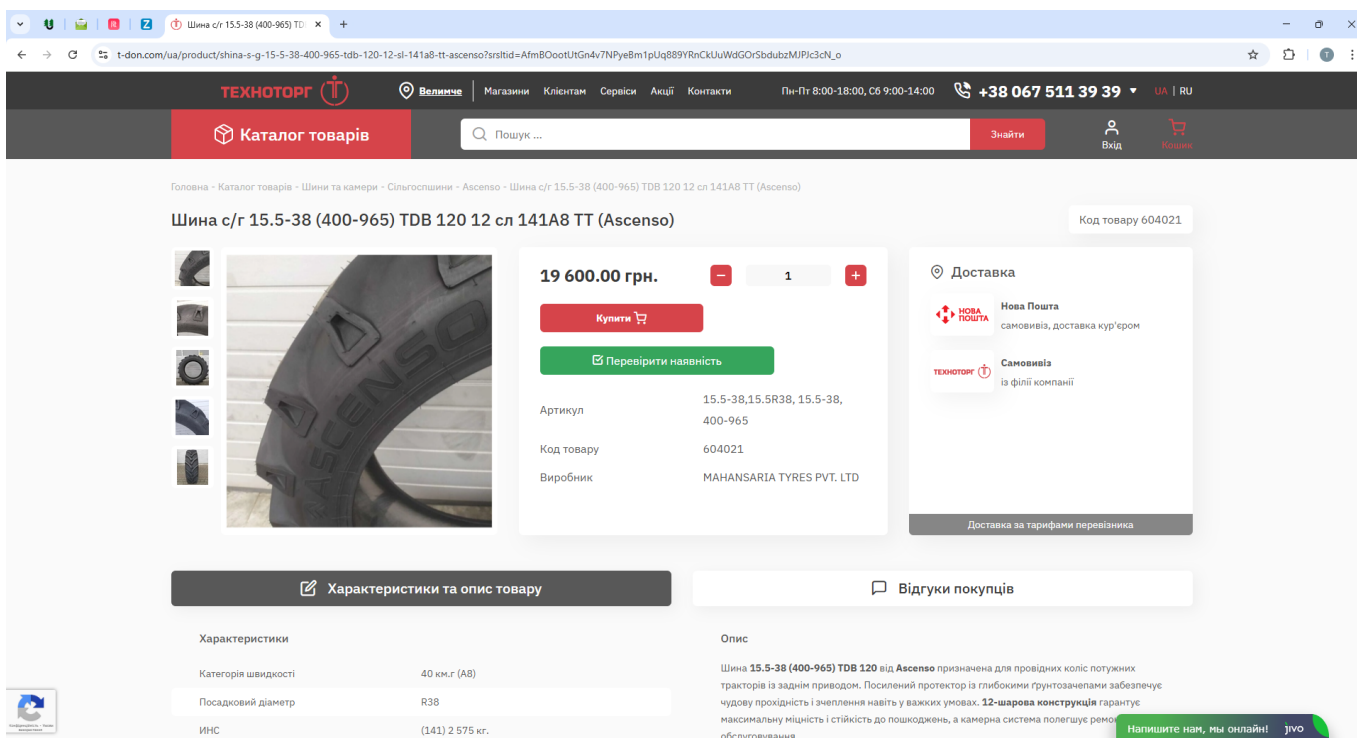 Шина с/г 15.5-38 (400-965) TD
t-don.com/ua/product/shina-s-g-15-5-38-400-965-tdb-120-12-sl-141a8-tt-ascenso?srsltid=AfmBOootUtGn4v7NPyeBm1pUq889YRnCkUuWdGOrSbdubzMJPJc3cN_o
ТЕХНОТОРГ Велимче Магазини Клієнтам Сервіси Акції Контакти Пн-Пт 8:00-18:00, Сб 9:00-14:00 +38 067 511 39 39 UA | RU
Каталог товарів Пошук ... Знайти Вхід Кошик
Головна - Каталог товарів - Шини та камери - Сільгоспшини - Ascenso - Шина с/г 15.5-38 (400-965) TDB 120 12 сл 141A8 TT (Ascenso)
Шина с/г 15.5-38 (400-965) TDB 120 12 сл 141A8 TT (Ascenso) Код товару 604021
ASCENSO
MASCENSO
19 600.00 грн. 1
Купити
Перевірити наявність
Артикул 15.5-38,15.5R38, 15.5-38,
400-965
Код товару 604021
Виробник MAHANSARIA TYRES PVT. LTD
Доставка
НОВА ПОШТА Нова Пошта
самовивіз, доставка кур'єром
ТЕХНОТОРГ Самовивіз
із філії компанії
Доставка за тарифами перевізника
Характеристики та опис товару Відгуки покупців
Характеристики
Категорія швидкості 40 км.г (A8)
Посадковий діаметр R38
ИНС (141) 2 575 кг.
Опис
Шина 15.5-38 (400-965) TDB 120 від Ascenso призначена для провідних коліс потужних
тракторів із заднім приводом. Посилений протектор із глибокими ґрунтозачепами забезпечує
чудову прохідність і зчеплення навіть у важких умовах. 12-шарова конструкція гарантує
максимальну міцність і стійкість до пошкоджень, а камерна система полегшує
обслуговування.
Напишите нам, мы онлайн! jivo